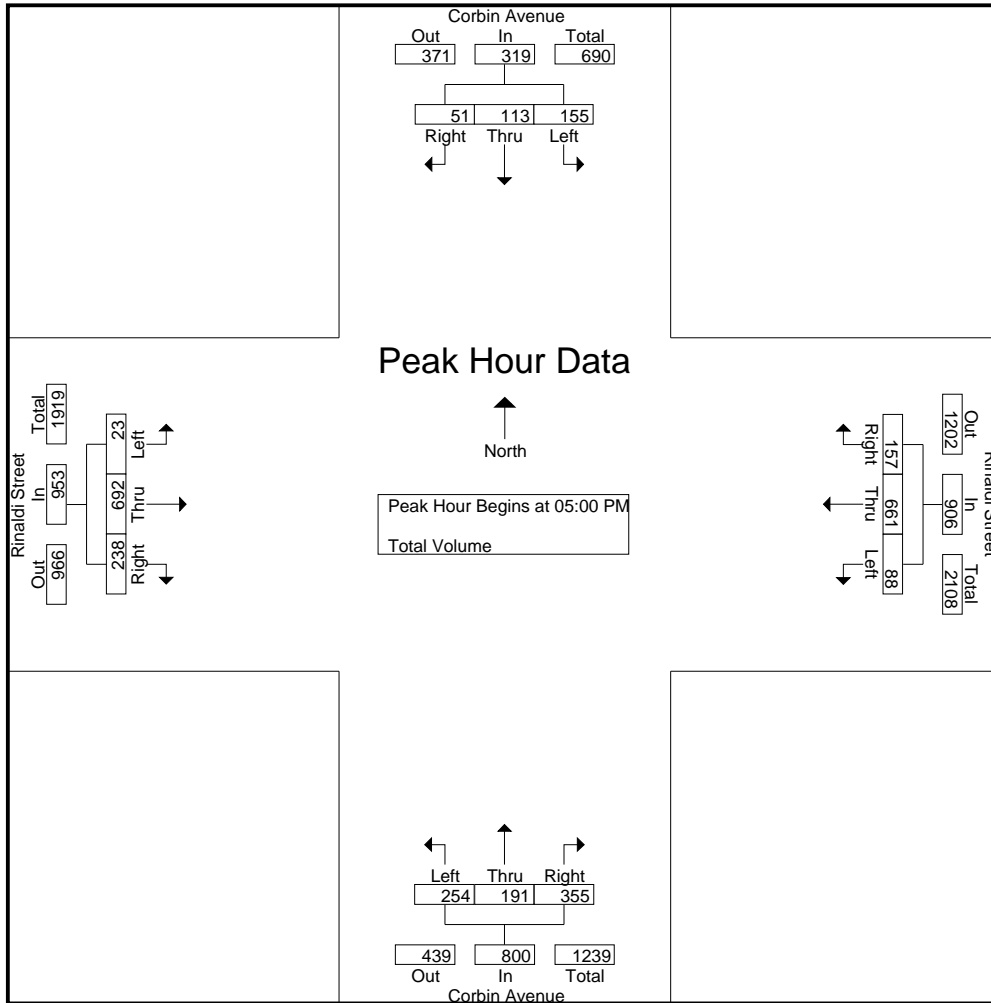 Corbin Avenue
Out In Total
371 319 690
51 113 155
Right Thru Left
Peak Hour Data
North
Peak Hour Begins at 05:00 PM
Total Volume
Rinaldi Street
Total In Out
1919 953 966
23 692 238
Left Thru Right
Rinaldi Street
Out In Total
1202 906 2108
157 661 88
Right Thru Left
Left Thru Right
254 191 355
439 800 1239
Out In Total
Corbin Avenue